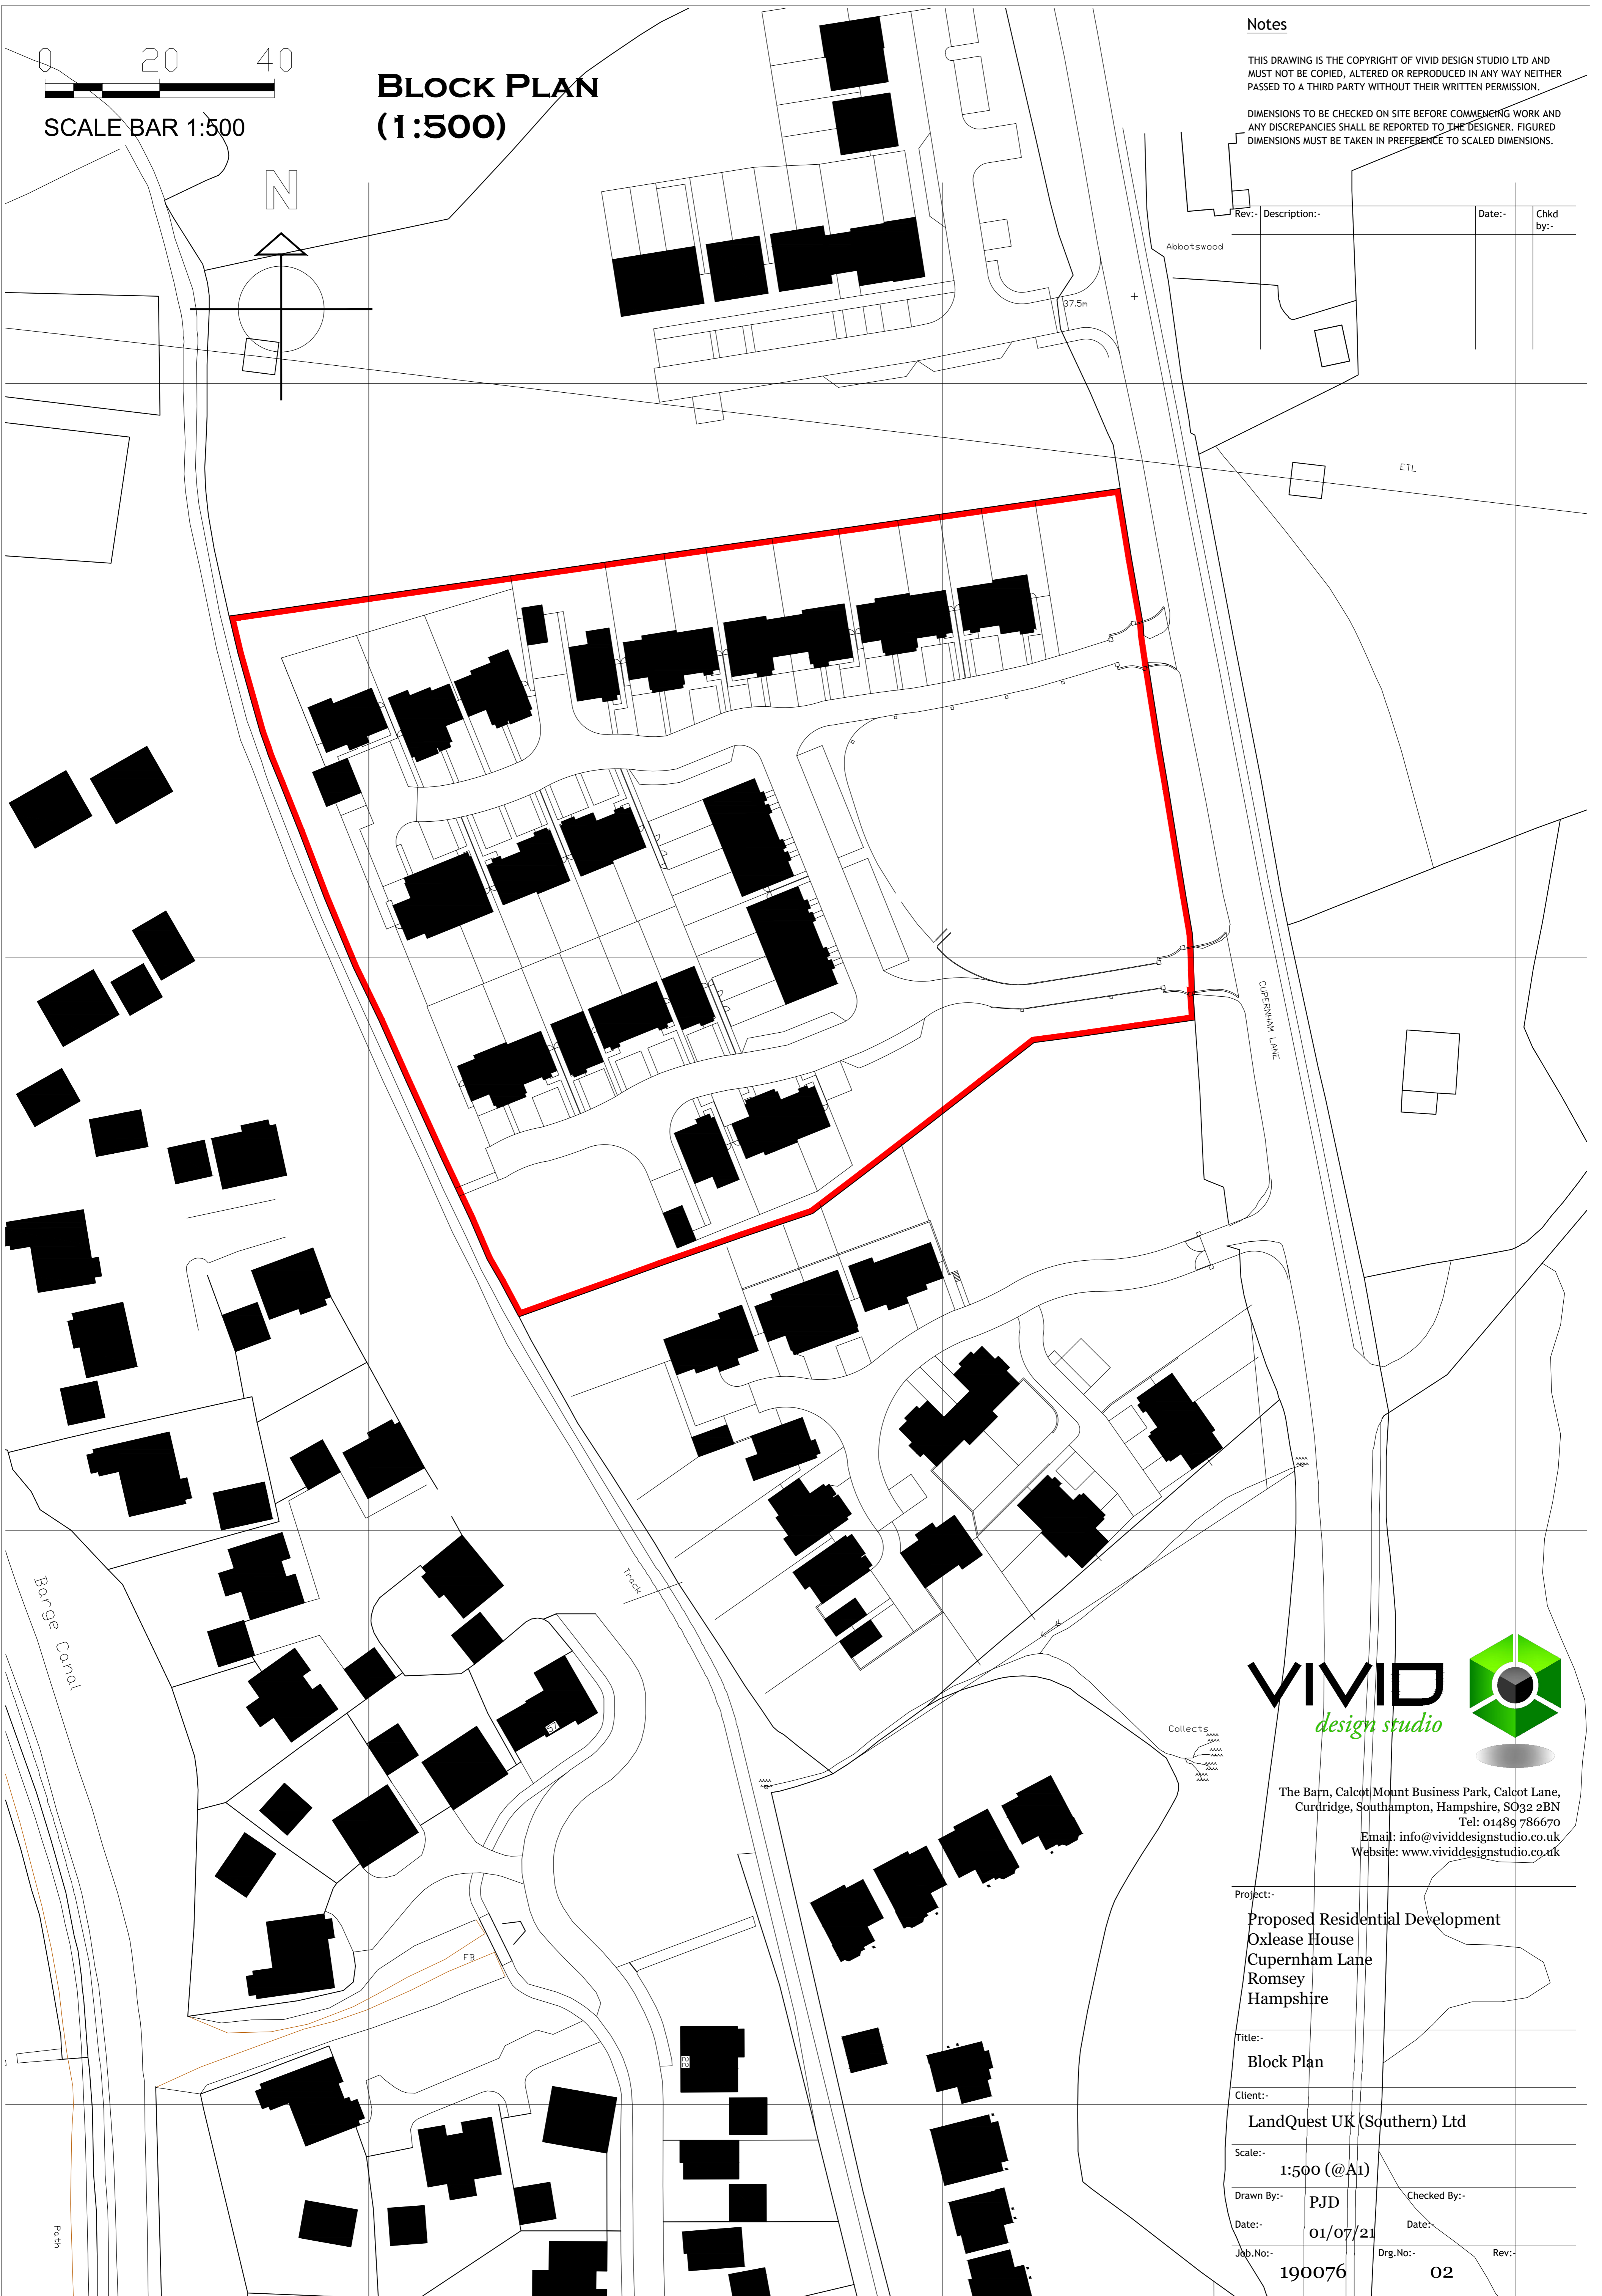 0 20 40
SCALE BAR 1:500
BLOCK PLAN
(1:500)
N
Notes
THIS DRAWING IS THE COPYRIGHT OF VIVID DESIGN STUDIO LTD AND
MUST NOT BE COPIED, ALTERED OR REPRODUCED IN ANY WAY NEITHER
PASSED TO A THIRD PARTY WITHOUT THEIR WRITTEN PERMISSION.
DIMENSIONS TO BE CHECKED ON SITE BEFORE COMMENCING WORK AND
ANY DISCREPANCIES SHALL BE REPORTED TO THE DESIGNER. FIGURED
DIMENSIONS MUST BE TAKEN IN PREFERENCE TO SCALED DIMENSIONS.
Rev:- Description:- Date:- Chkd
by:-
Abbotswood
37.5m
ETL
CUPERNHAM LANE
Track
Barge Canal
57
Collects
FB
Path
VIVID
design studio
The Barn, Calcot Mount Business Park, Calcot Lane,
Curdridge, Southampton, Hampshire, SO32 2BN
Tel: 01489 786670
Email: info@vividdesignstudio.co.uk
Website: www.vividdesignstudio.co.uk
Project:-
Proposed Residential Development
Oxlease House
Cupernham Lane
Romsey
Hampshire
Title:-
Block Plan
Client:-
LandQuest UK (Southern) Ltd
Scale:-
1:500 (@A1)
Drawn By:- PJD Checked By:-
Date:- 01/07/21 Date:-
Job.No:- Drg.No:- Rev:-
190076 02